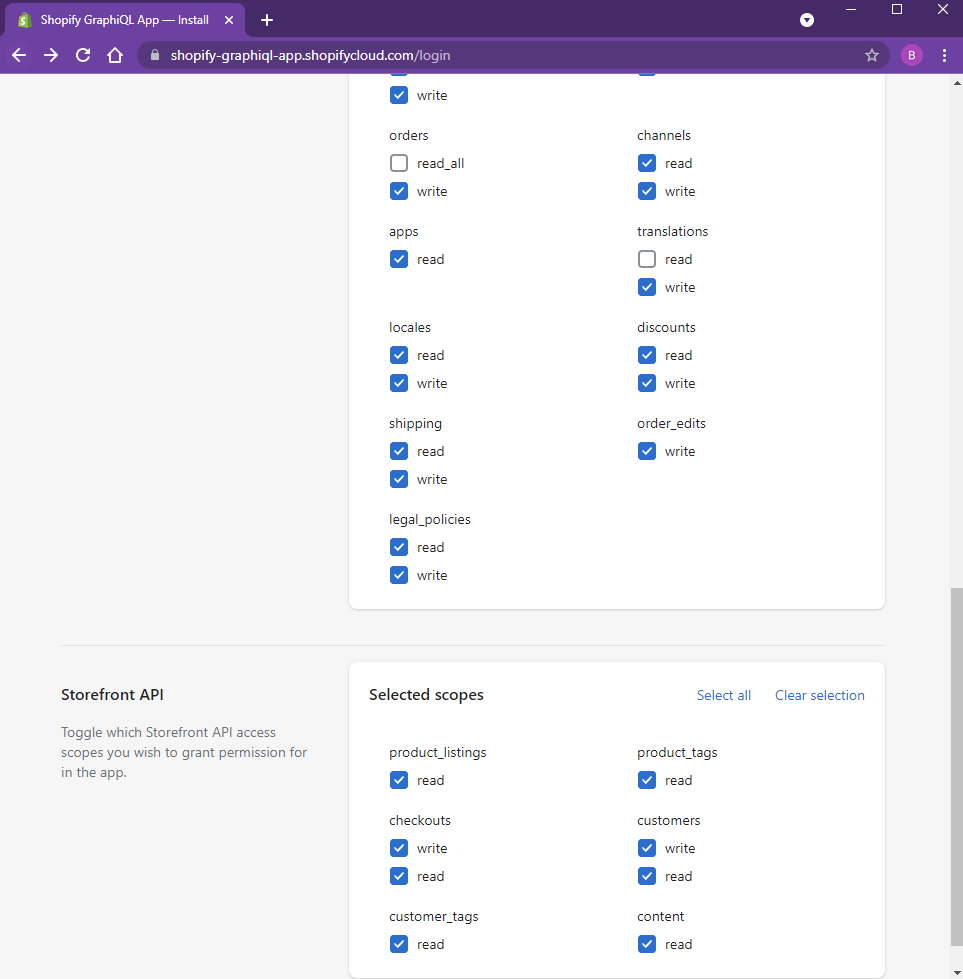 Shopify GraphiQL App — Install
shopify-graphiql-app.shopifycloud.com/login
B
write
orders
channels
read_all
read
write
write
apps
translations
read
read
write
locales
discounts
read
read
write
write
shipping
order_edits
read
write
write
legal_policies
read
write
Storefront API
Selected scopes
Select all
Clear selection
Toggle which Storefront API access
scopes you wish to grant permission for
in the app.
product_listings
product_tags
read
read
checkouts
customers
write
write
read
read
customer_tags
content
read
read